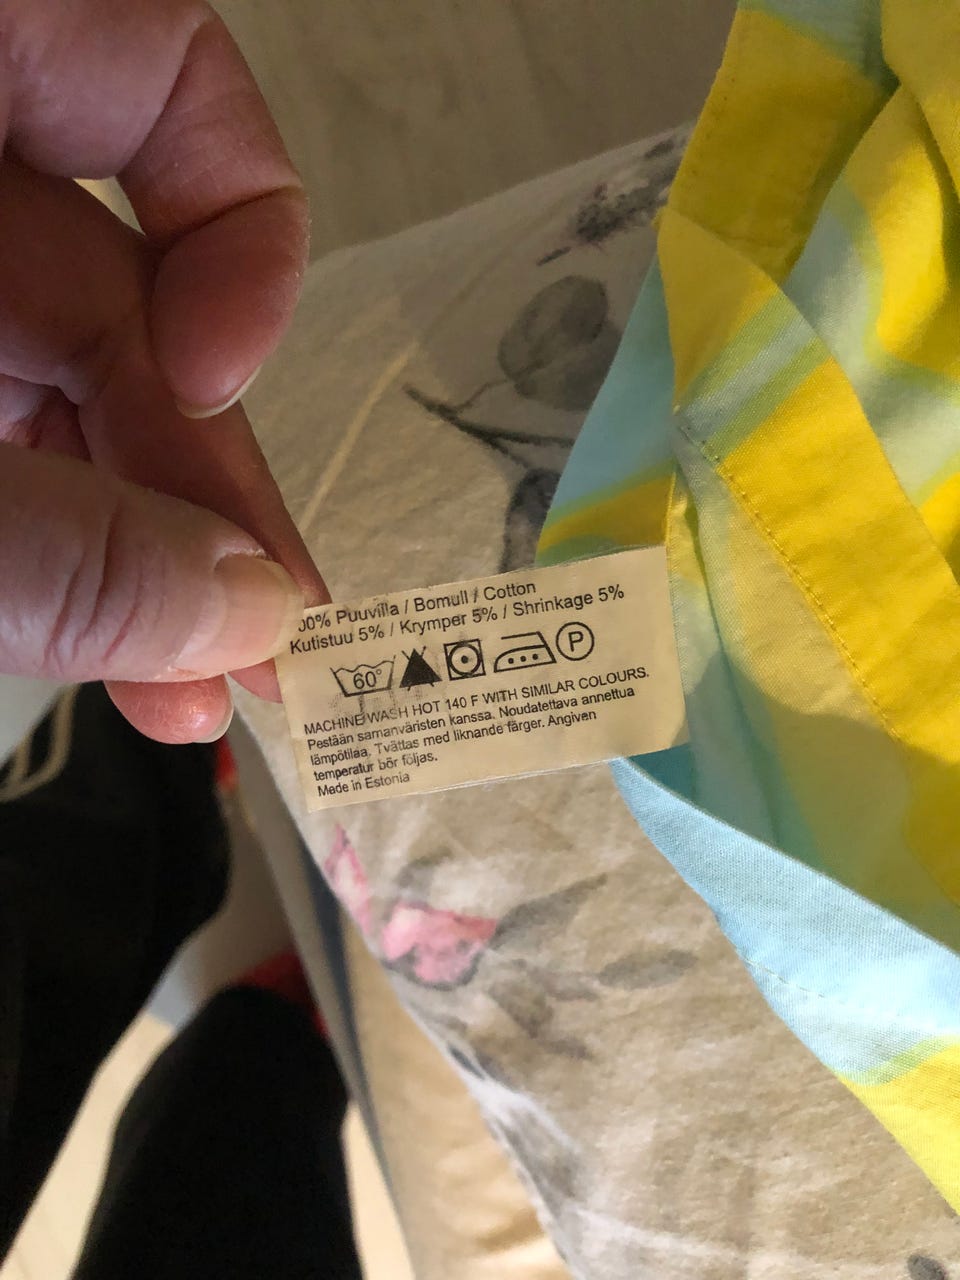 00% Puuvilla / Bomull / Cotton
Kutistuu 5% / Krymper 5% / Shrinkage 5%
60° P
MACHINE WASH HOT 140 F WITH SIMILAR COLOURS.
Pestään samanväristen kanssa. Noudatettava annettua
lämpötilaa. Tvättas med liknande färger. Angiven
temperatur bör följas.
Made in Estonia